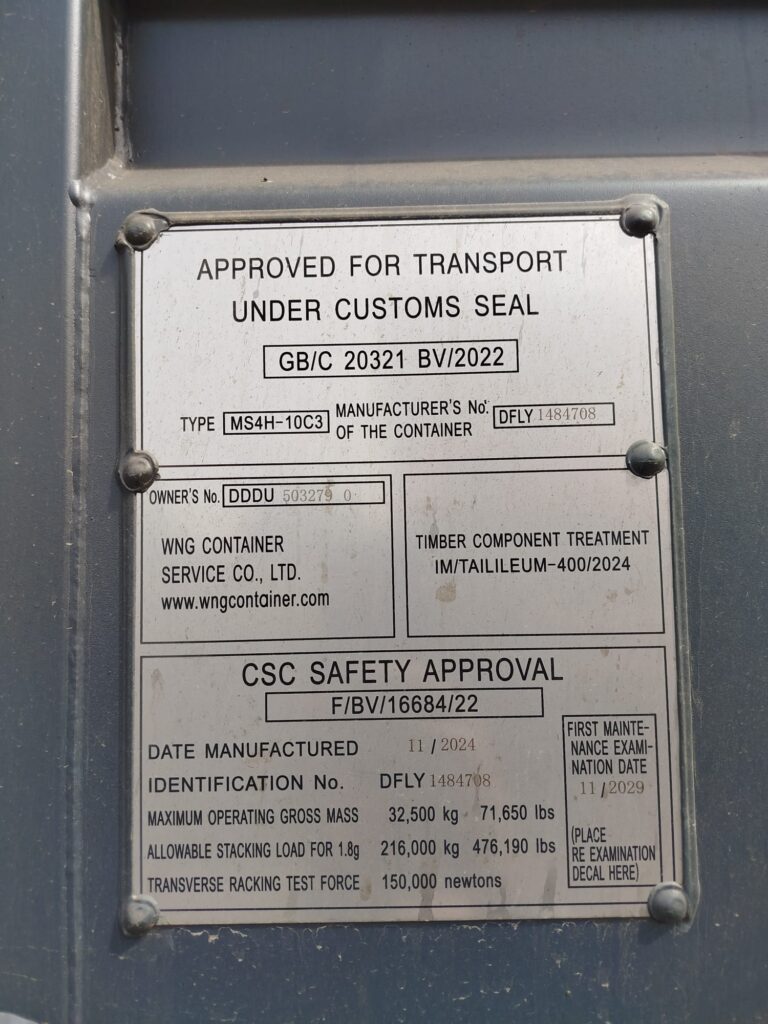 APPROVED FOR TRANSPORT
UNDER CUSTOMS SEAL
GB/C 20321 BV/2022
TYPE MS4H-10C3 MANUFACTURER'S No. OF THE CONTAINER DFLY 1484708
OWNER'S No. DDDU 503279 0
WNG CONTAINER
SERVICE CO., LTD.
www.wngcontainer.com
TIMBER COMPONENT TREATMENT
IM/TAILILEUM-400/2024
CSC SAFETY APPROVAL
F/BV/16684/22
DATE MANUFACTURED 11 / 2024
IDENTIFICATION No. DFLY 1484708
MAXIMUM OPERATING GROSS MASS 32,500 kg 71,650 lbs
ALLOWABLE STACKING LOAD FOR 1.8g 216,000 kg 476,190 lbs
TRANSVERSE RACKING TEST FORCE 150,000 newtons
FIRST MAINTE-
NANCE EXAMI-
NATION DATE
11 / 2029
(PLACE
RE EXAMINATION
DECAL HERE)